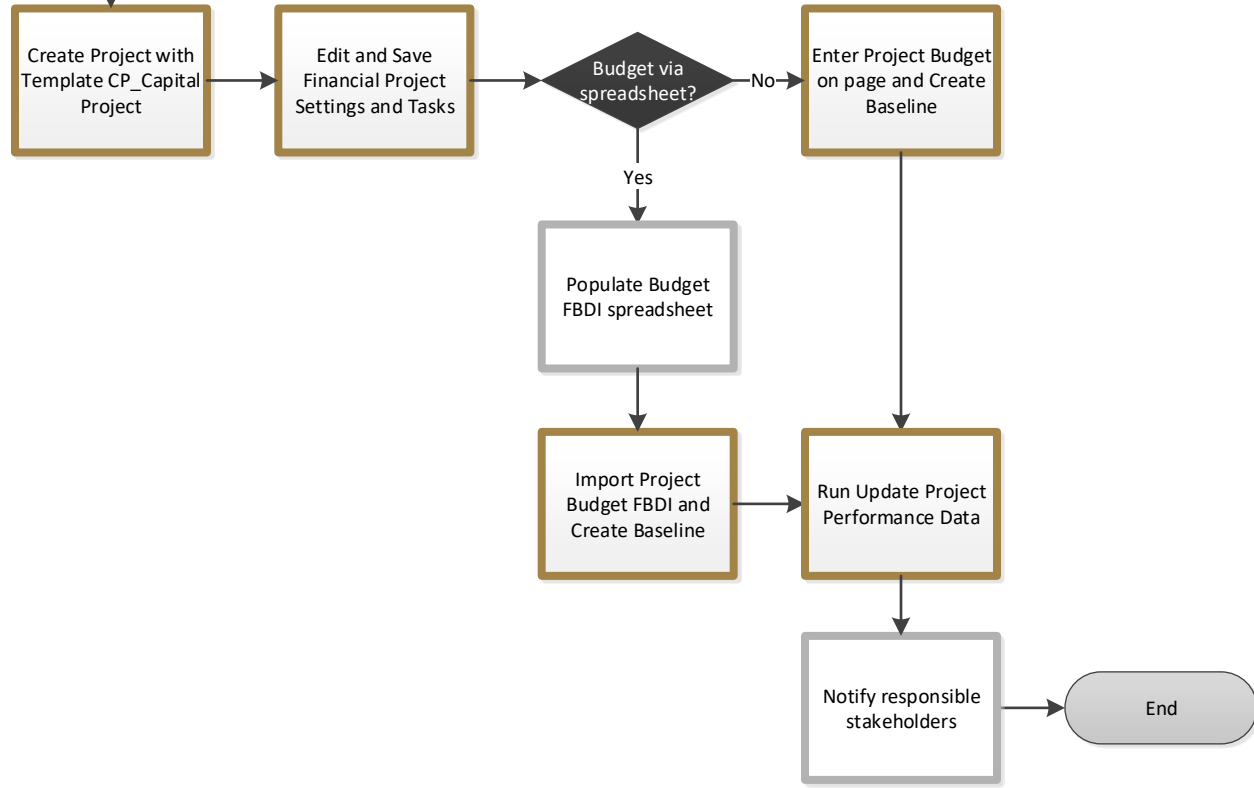 Create Project with
Template CP_Capital
Project
Edit and Save
Financial Project
Settings and Tasks
Budget via
spreadsheet?
No
Enter Project Budget
on page and Create
Baseline
Yes
Populate Budget
FBDI spreadsheet
Import Project
Budget FBDI and
Create Baseline
Run Update Project
Performance Data
Notify responsible
stakeholders
End